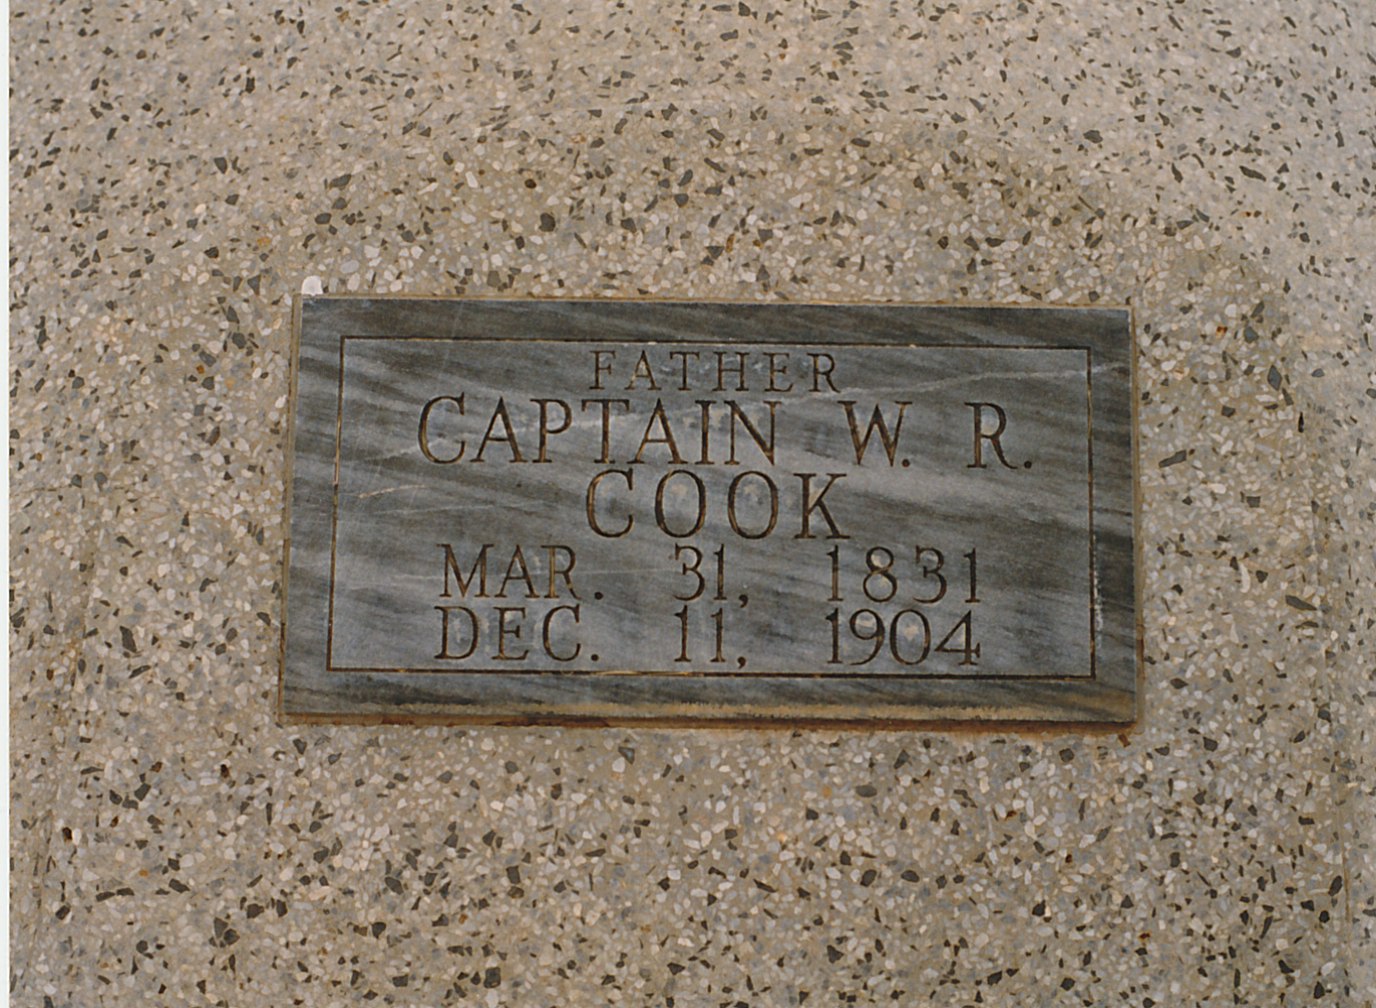 FATHER
CAPTAIN W. R.
COOK
MAR. 31, 1831
DEC. 11, 1904